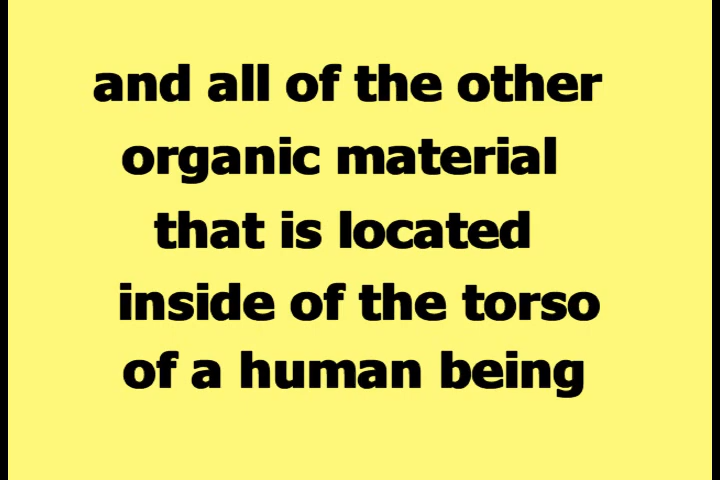 and all of the other
organic material
that is located
inside of the torso
of a human being